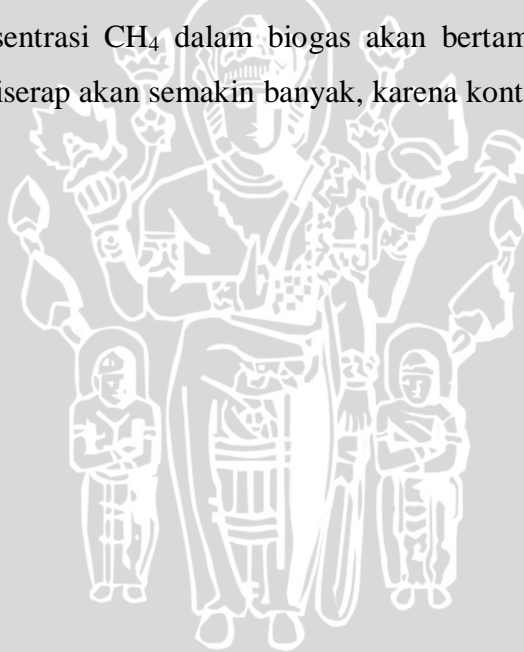 sentrasi CH₄ dalam biogas akan bertam
iserap akan semakin banyak, karena kont